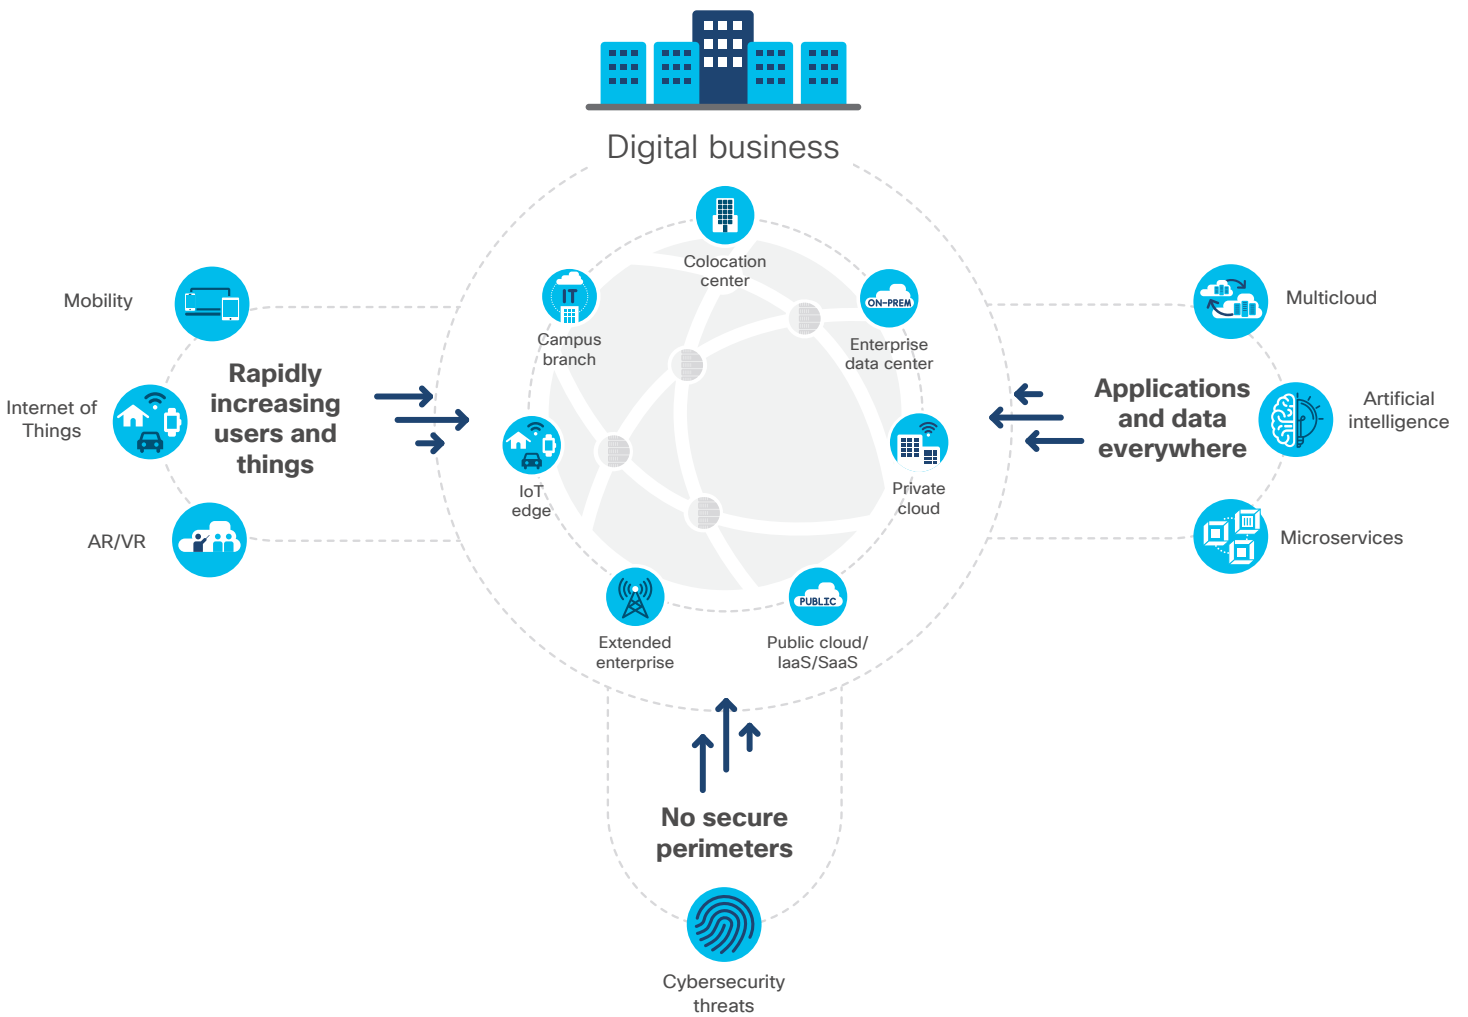 Digital business
Colocation
center
IT
Campus
branch
ON-PREM
Enterprise
data center
IoT
edge
Private
cloud
Extended
enterprise
PUBLIC
Public cloud/
IaaS/SaaS
Mobility
Internet of
Things
AR/VR
Rapidly
increasing
users and
things
Applications
and data
everywhere
Multicloud
Artificial
intelligence
Microservices
No secure
perimeters
Cybersecurity
threats